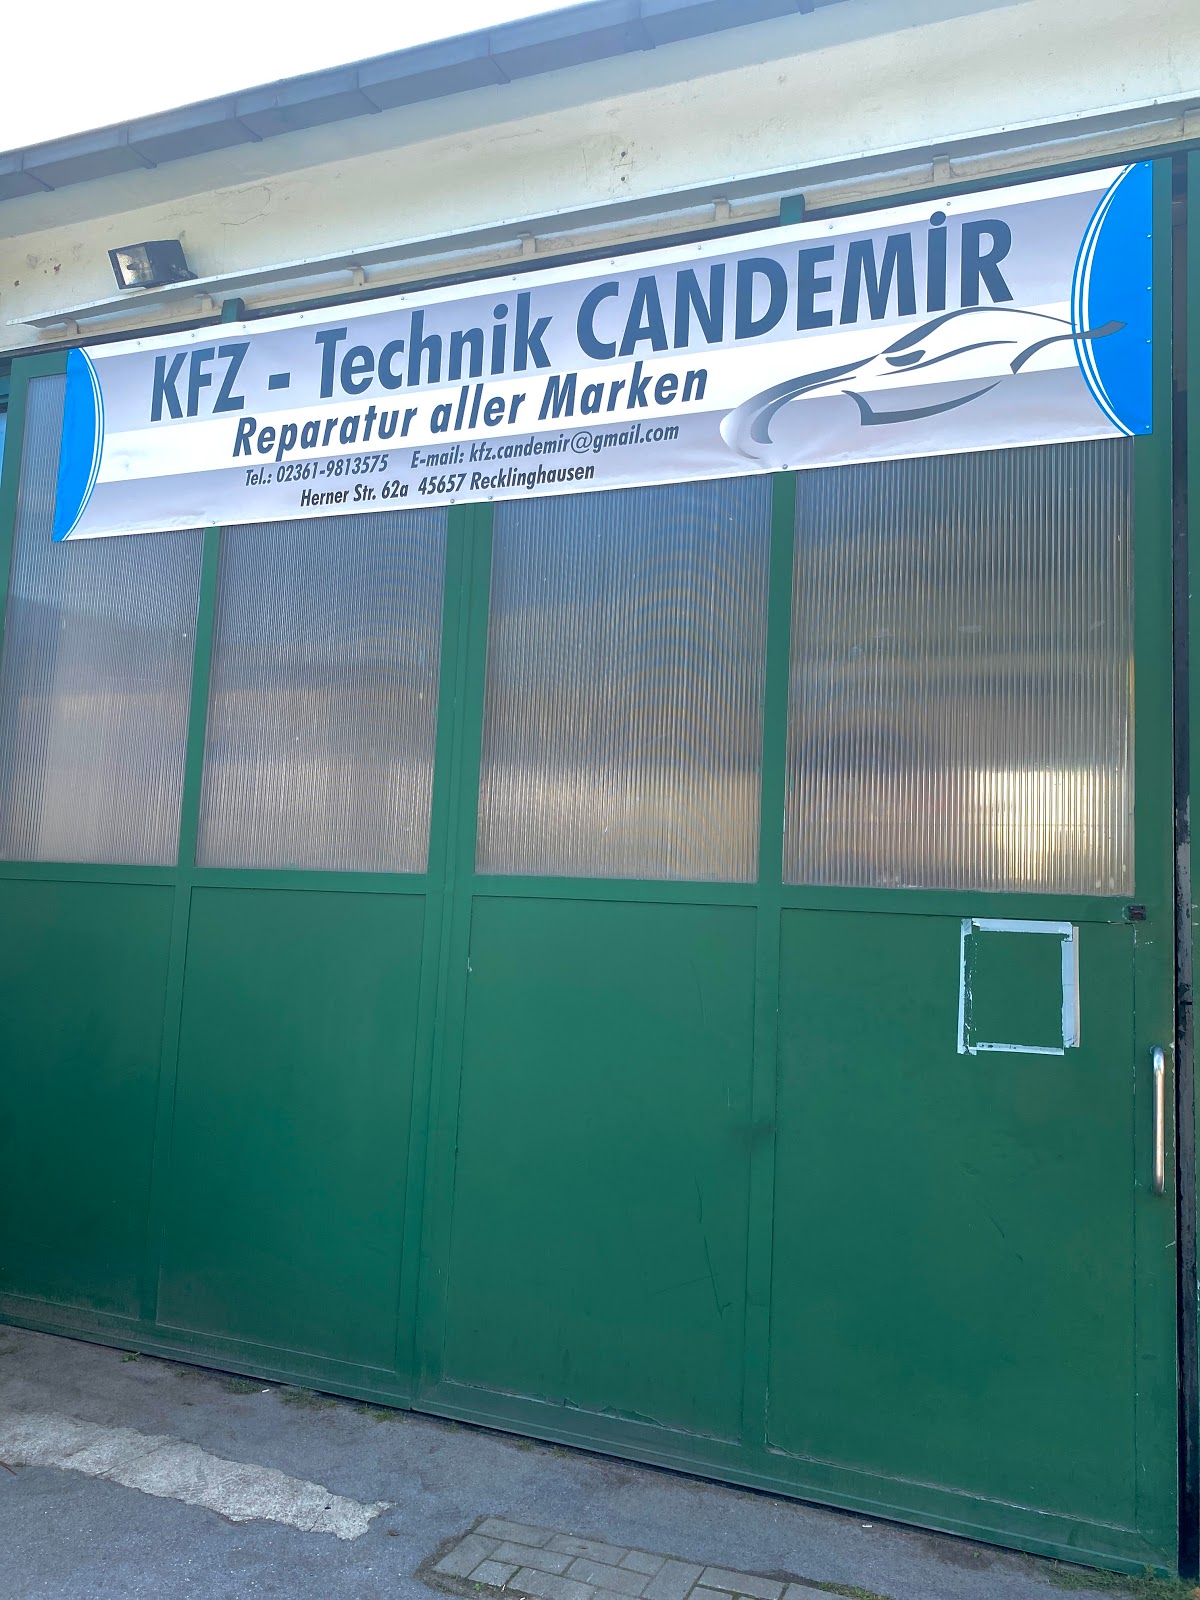 KFZ - Technik CANDEMİR
Reparatur aller Marken
Tel.: 02361-9813575 E-mail: kfz.candemir@gmail.com
Herner Str. 62a 45657 Recklinghausen